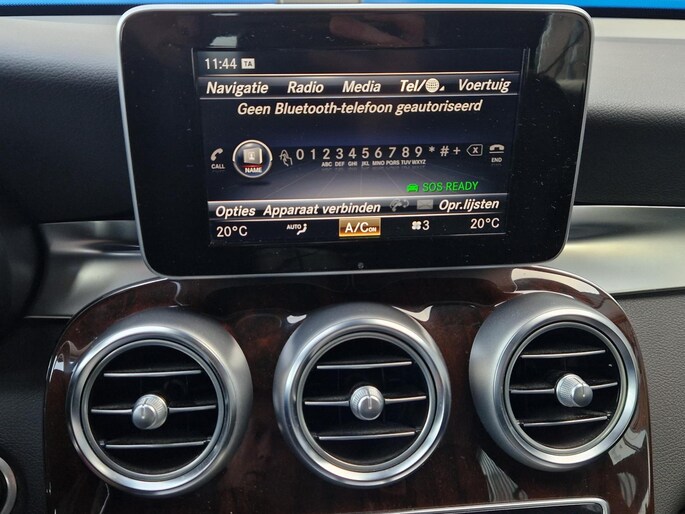 11:44 TA
Navigatie Radio Media Tel/ Voertuig
Geen Bluetooth-telefoon geautoriseerd
0 1 2 3 4 5 6 7 8 9 * # +
ABC DEF GHI JKL MNO PQRS TUV WXYZ
CALL NAME END
SOS READY
Opties Apparaat verbinden Opr.lijsten
20°C AUTO A/C ON 3 20°C